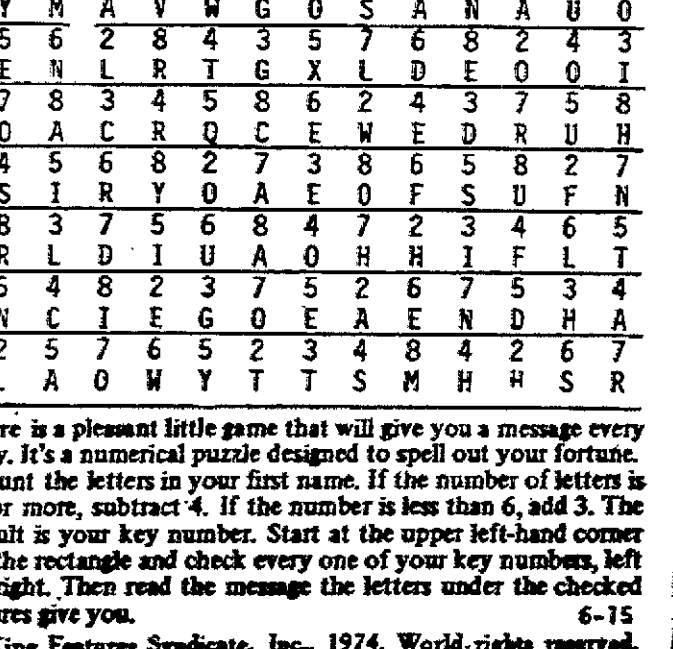 M A V W G O S A N A U O
6 2 8 4 3 5 7 6 8 2 4 3
E N L R T G X L D E O O I
7 8 3 4 5 8 6 2 4 3 7 5 8
O A C R Q C E W E D R U H
4 5 6 8 2 7 3 8 6 5 8 2 7
S I R Y O A E O F S U F N
8 3 7 5 6 8 4 7 2 3 4 6 5
R L D I U A O H H I F L T
6 4 8 2 3 7 5 2 6 7 5 3 4
N C I E G O E A E N D H A
2 5 7 6 5 2 3 4 8 4 2 6 7
A O W Y T T S M H H S R
re is a pleasant little game that will give you a message every
y. It's a numerical puzzle designed to spell out your fortune.
unt the letters in your first name. If the number of letters is
or more, subtract 4. If the number is less than 6, add 3. The
ult is your key number. Start at the upper left-hand corner
the rectangle and check every one of your key numbers, left
right. Then read the message the letters under the checked
ures give you. 6-15
King Features Syndicate, Inc., 1974. World rights reserved.